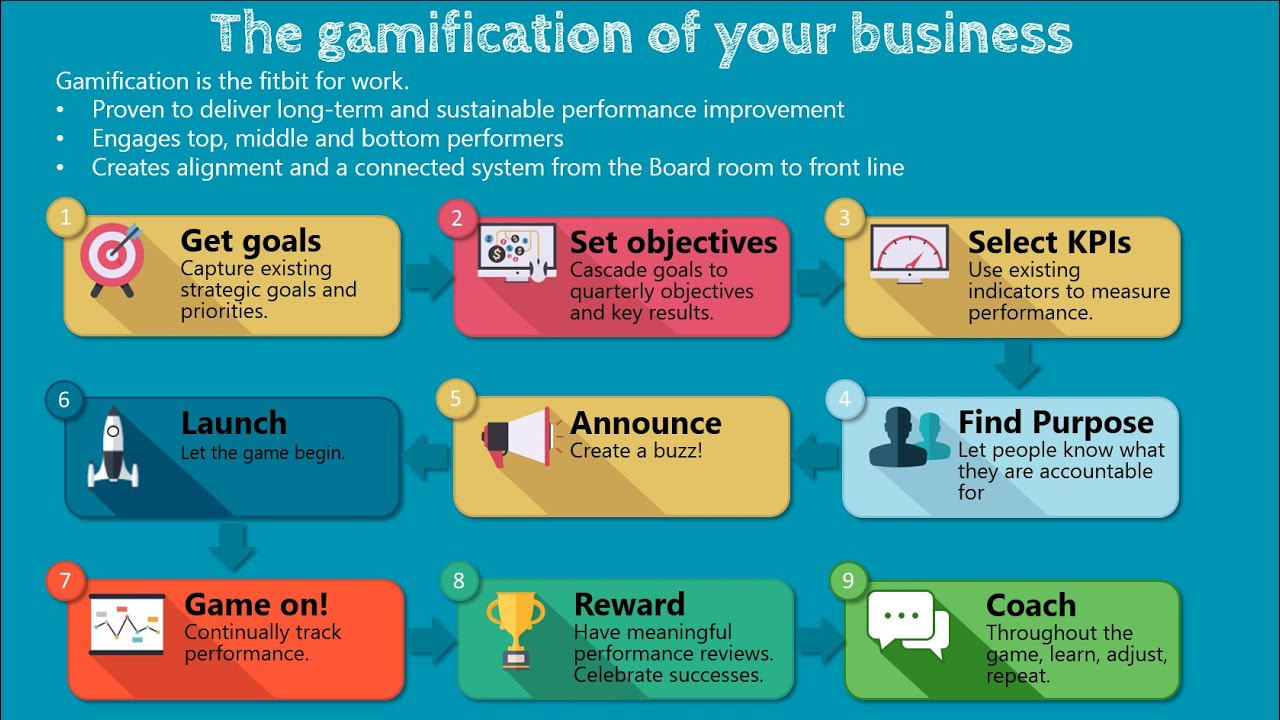 The gamification of your business
Gamification is the fitbit for work.
• Proven to deliver long-term and sustainable performance improvement
• Engages top, middle and bottom performers
• Creates alignment and a connected system from the Board room to front line
1
Get goals
Capture existing
strategic goals and
priorities.
2
Set objectives
Cascade goals to
quarterly objectives
and key results.
3
Select KPIs
Use existing
indicators to measure
performance.
4
Find Purpose
Let people know what
they are accountable
for
5
Announce
Create a buzz!
6
Launch
Let the game begin.
7
Game on!
Continually track
performance.
8
Reward
Have meaningful
performance reviews.
Celebrate successes.
9
Coach
Throughout the
game, learn, adjust,
repeat.